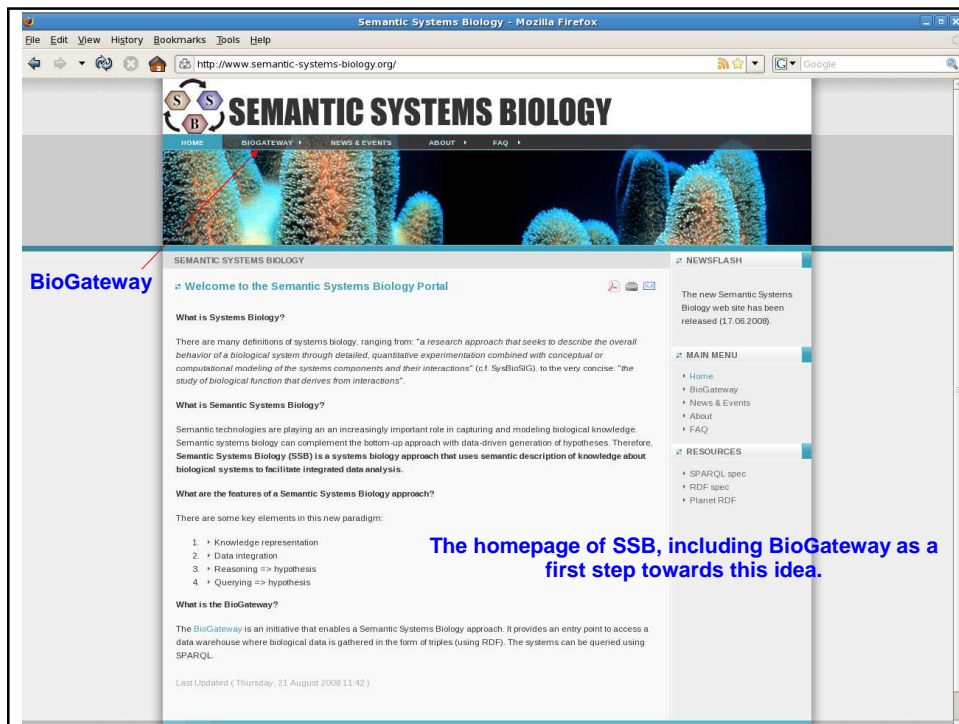 Semantic Systems Biology - Mozilla Firefox
File Edit View History Bookmarks Tools Help
http://www.semantic-systems-biology.org/
G Google
S S B
SEMANTIC SYSTEMS BIOLOGY
HOME BIOGATEWAY NEWS & EVENTS ABOUT FAQ
BioGateway
SEMANTIC SYSTEMS BIOLOGY
Welcome to the Semantic Systems Biology Portal
What is Systems Biology?
There are many definitions of systems biology, ranging from: "a research approach that seeks to describe the overall
behavior of a biological system through detailed, quantitative experimentation combined with conceptual or
computational modeling of the systems components and their interactions" (c.f. SysBioSIG), to the very concise: "the
study of biological function that derives from interactions".
What is Semantic Systems Biology?
Semantic technologies are playing an an increasingly important role in capturing and modeling biological knowledge.
Semantic systems biology can complement the bottom-up approach with data-driven generation of hypotheses. Therefore,
Semantic Systems Biology (SSB) is a systems biology approach that uses semantic description of knowledge about
biological systems to facilitate integrated data analysis.
What are the features of a Semantic Systems Biology approach?
There are some key elements in this new paradigm:
1. Knowledge representation
2. Data integration
3. Reasoning => hypothesis
4. Querying => hypothesis
What is the BioGateway?
The BioGateway is an initiative that enables a Semantic Systems Biology approach. It provides an entry point to access a
data warehouse where biological data is gathered in the form of triples (using RDF). The systems can be queried using
SPARQL.
Last Updated ( Thursday, 21 August 2008 11:42 )
NEWSFLASH
The new Semantic Systems
Biology web site has been
released (17.06.2008).
MAIN MENU
Home
BioGateway
News & Events
About
FAQ
RESOURCES
SPARQL spec
RDF spec
Planet RDF
The homepage of SSB, including BioGateway as a
first step towards this idea.